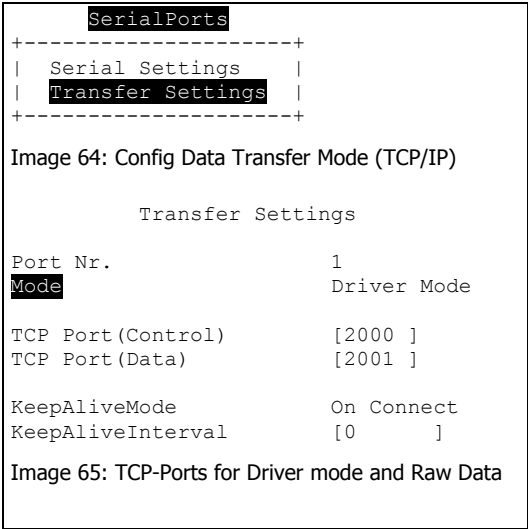 SerialPorts
+---------------------+
| Serial Settings |
| Transfer Settings |
+---------------------+
Image 64: Config Data Transfer Mode (TCP/IP)
Transfer Settings
Port Nr. 1
Mode Driver Mode
TCP Port(Control) [2000 ]
TCP Port(Data) [2001 ]
KeepAliveMode On Connect
KeepAliveInterval [0 ]
Image 65: TCP-Ports for Driver mode and Raw Data